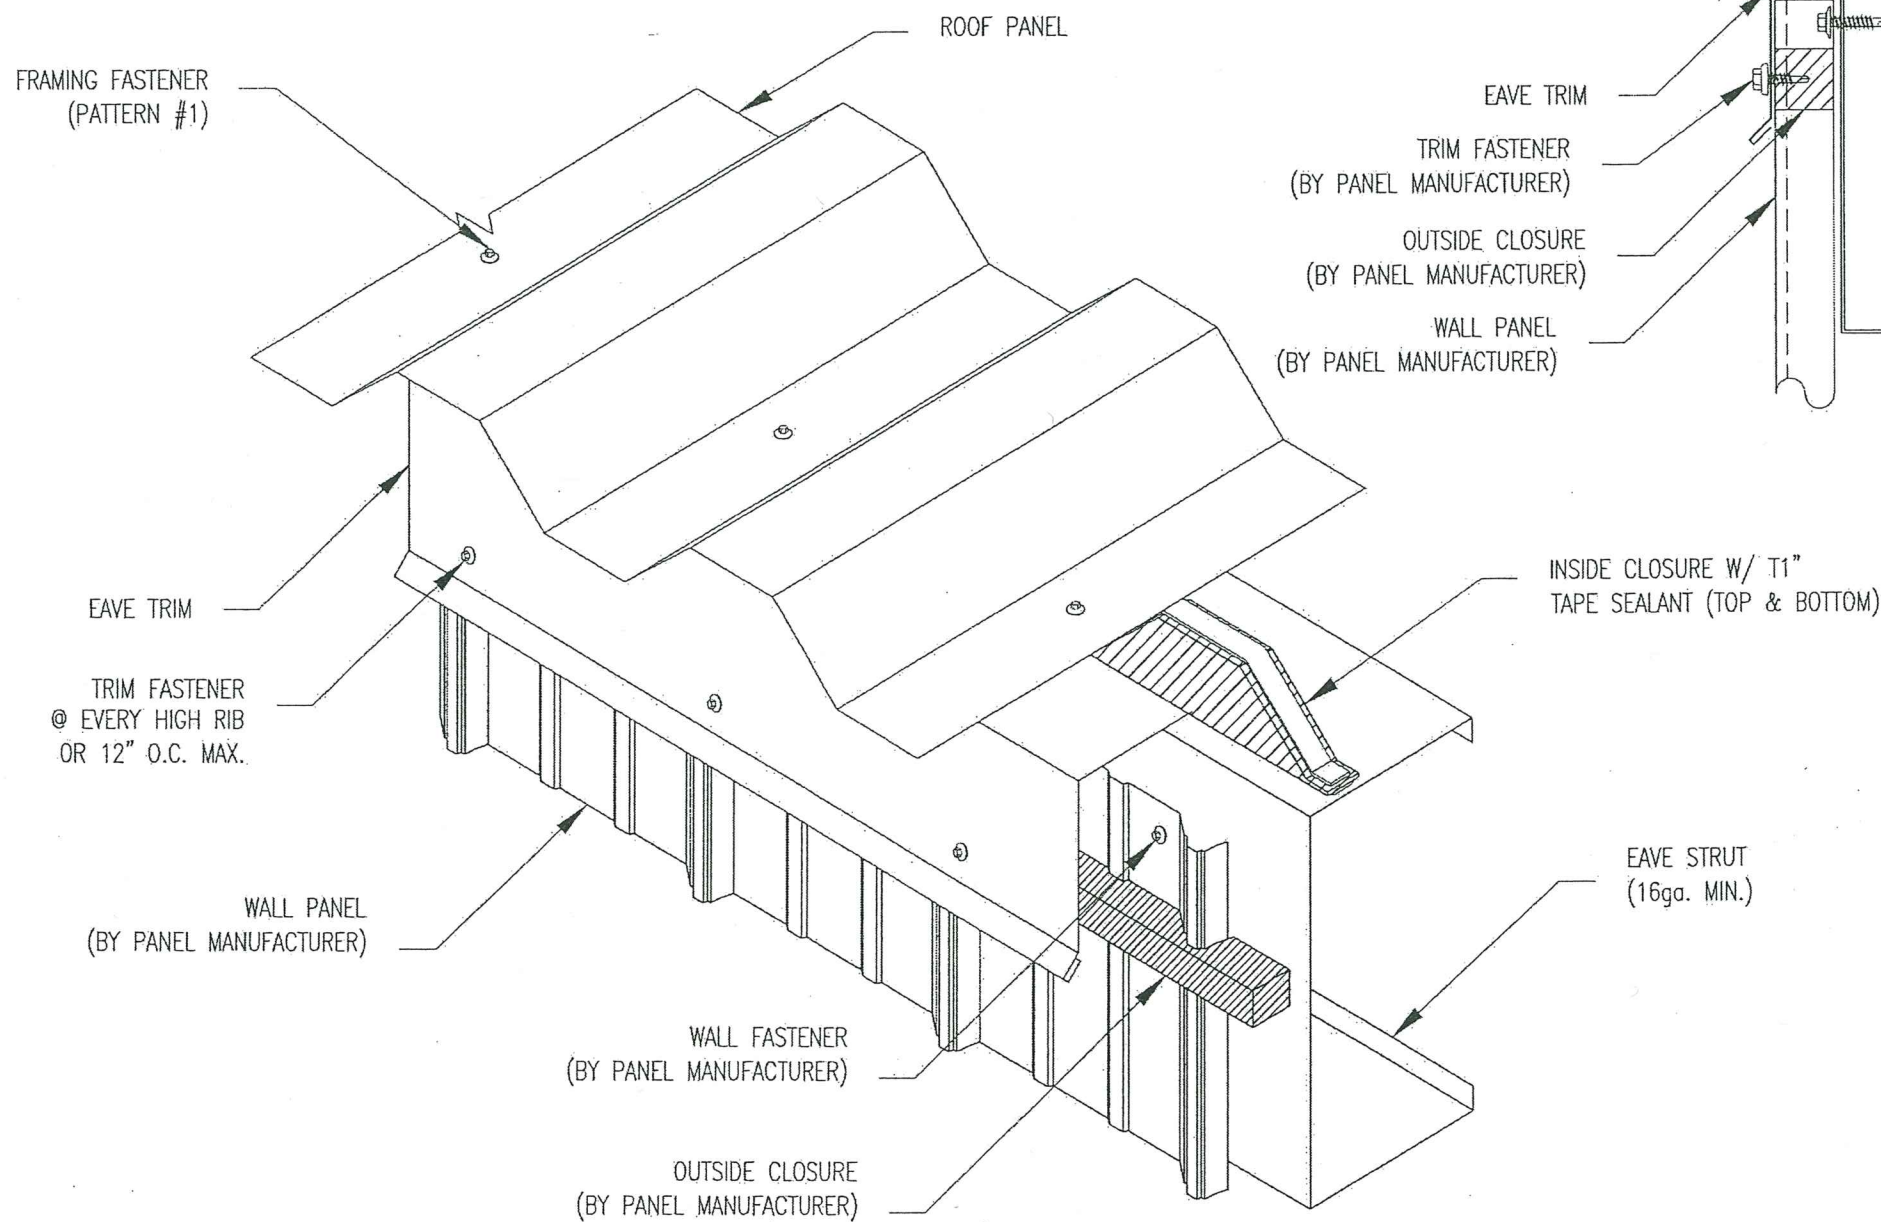 ROOF PANEL
FRAMING FASTENER
(PATTERN #1)
EAVE TRIM
TRIM FASTENER
(BY PANEL MANUFACTURER)
OUTSIDE CLOSURE
(BY PANEL MANUFACTURER)
WALL PANEL
(BY PANEL MANUFACTURER)
INSIDE CLOSURE W/ T1"
TAPE SEALANT (TOP & BOTTOM)
EAVE TRIM
TRIM FASTENER
@ EVERY HIGH RIB
OR 12" O.C. MAX.
EAVE STRUT
(16ga. MIN.)
WALL PANEL
(BY PANEL MANUFACTURER)
WALL FASTENER
(BY PANEL MANUFACTURER)
OUTSIDE CLOSURE
(BY PANEL MANUFACTURER)